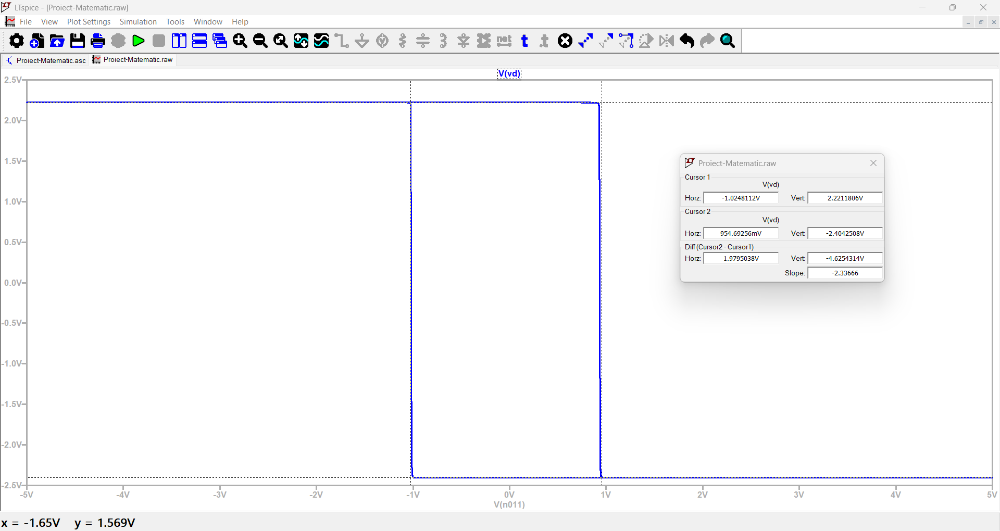 LTspice - [Proiect-Matematic.raw]
File View Plot Settings Simulation Tools Window Help
net t .t
Proiect-Matematic.asc Proiect-Matematic.raw
V(vd)
2.5V
2.0V
1.5V
1.0V
0.5V
0.0V
-0.5V
-1.0V
-1.5V
-2.0V
-2.5V
-5V -4V -3V -2V -1V 0V 1V 2V 3V 4V 5V
V(n011)
Proiect-Matematic.raw
Cursor 1
V(vd)
Horz: -1.0248112V Vert: 2.2211806V
Cursor 2
V(vd)
Horz: 954.69256mV Vert: -2.4042508V
Diff (Cursor2 - Cursor1)
Horz: 1.9795038V Vert: -4.6254314V
Slope: -2.33666
x = -1.65V y = 1.569V